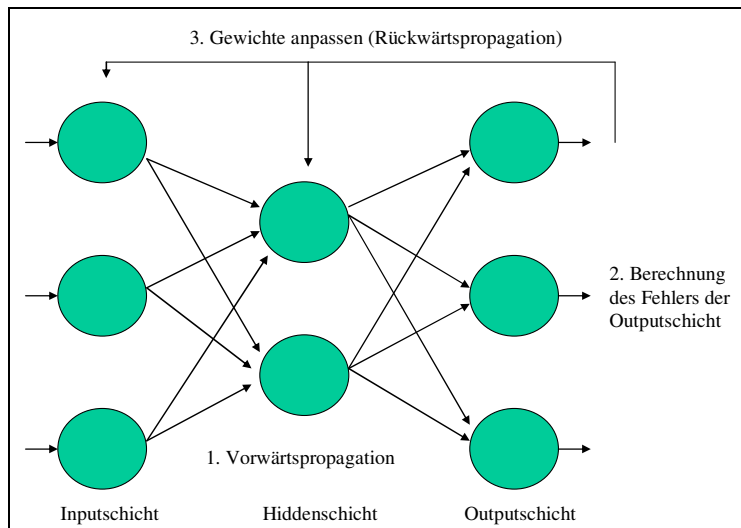 3. Gewichte anpassen (Rückwärtspropagation)
2. Berechnung
des Fehlers der
Outputschicht
1. Vorwärtspropagation
Inputschicht
Hiddenschicht
Outputschicht